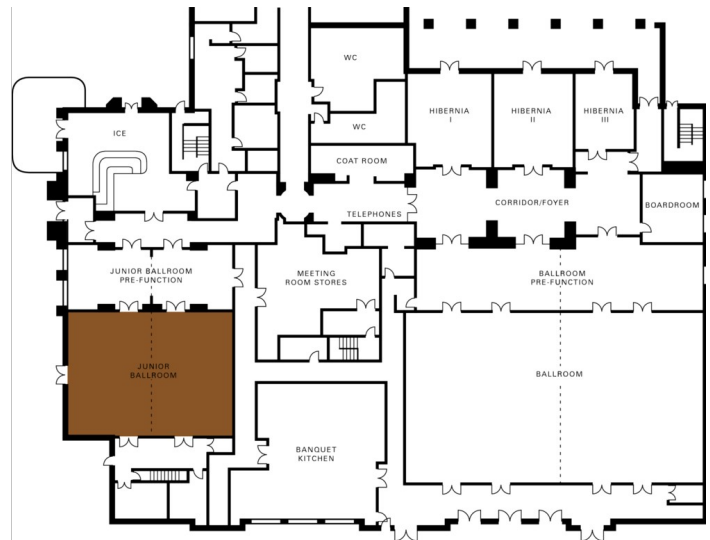 WC
HIBERNIA
I
HIBERNIA
II
HIBERNIA
III
ICE
WC
COAT ROOM
CORRIDOR/FOYER
BOARDROOM
TELEPHONES
JUNIOR BALLROOM
PRE-FUNCTION
MEETING
ROOM STORES
BALLROOM
PRE-FUNCTION
JUNIOR
BALLROOM
BALLROOM
BANQUET
KITCHEN